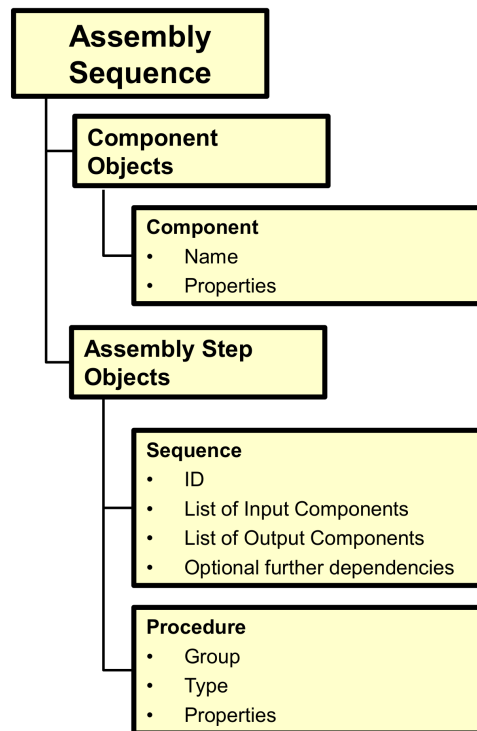 Assembly
Sequence
Component
Objects
Component
• Name
• Properties
Assembly Step
Objects
Sequence
• ID
• List of Input Components
• List of Output Components
• Optional further dependencies
Procedure
• Group
• Type
• Properties